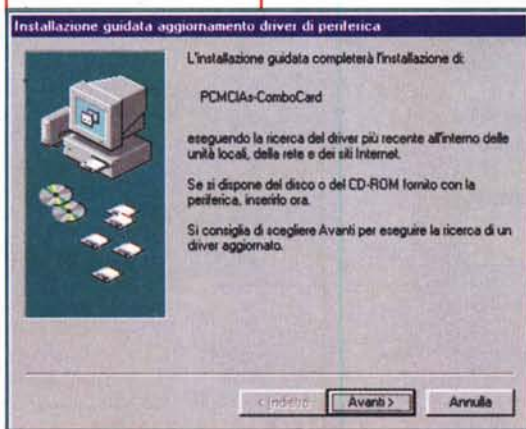 Installazione guidata aggiornamento driver di periferica
L'installazione guidata completerà l'installazione di:
PCMCIAs-ComboCard
eseguendo la ricerca del driver più recente all'interno delle
unità locali, della rete e dei siti Internet.
Se si dispone del disco o del CD-ROM fornito con la
periferica, inserirlo ora.
Si consiglia di scegliere Avanti per eseguire la ricerca di un
driver aggiornato.
< Indietro
Avanti >
Annulla